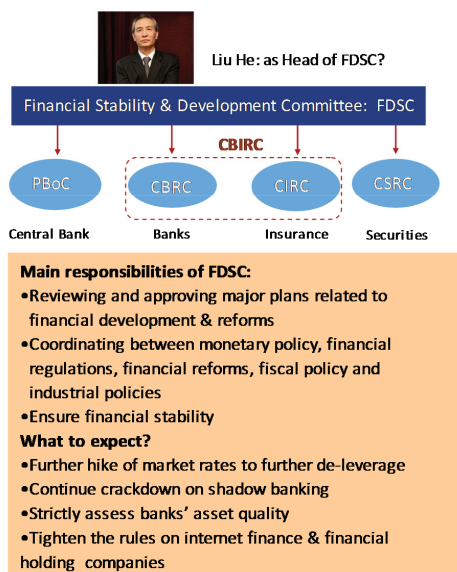 Liu He: as Head of FDSC?
Financial Stability & Development Committee: FDSC
CBIRC
PBoC CBRC CIRC CSRC
Central Bank Banks Insurance Securities
Main responsibilities of FDSC:
•Reviewing and approving major plans related to
financial development & reforms
•Coordinating between monetary policy, financial
regulations, financial reforms, fiscal policy and
industrial policies
•Ensure financial stability
What to expect?
•Further hike of market rates to further de-leverage
•Continue crackdown on shadow banking
•Strictly assess banks’ asset quality
•Tighten the rules on internet finance & financial
holding companies